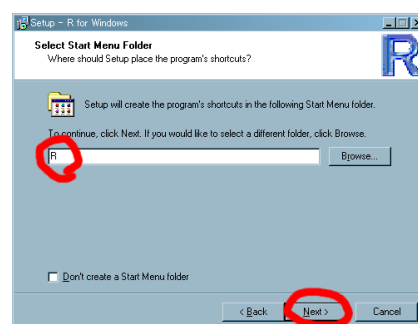 Setup - R for Windows
Select Start Menu Folder
Where should Setup place the program's shortcuts?
R
Setup will create the program's shortcuts in the following Start Menu folder.
To continue, click Next. If you would like to select a different folder, click Browse.
R
Browse...
Don't create a Start Menu folder
< Back
Next >
Cancel